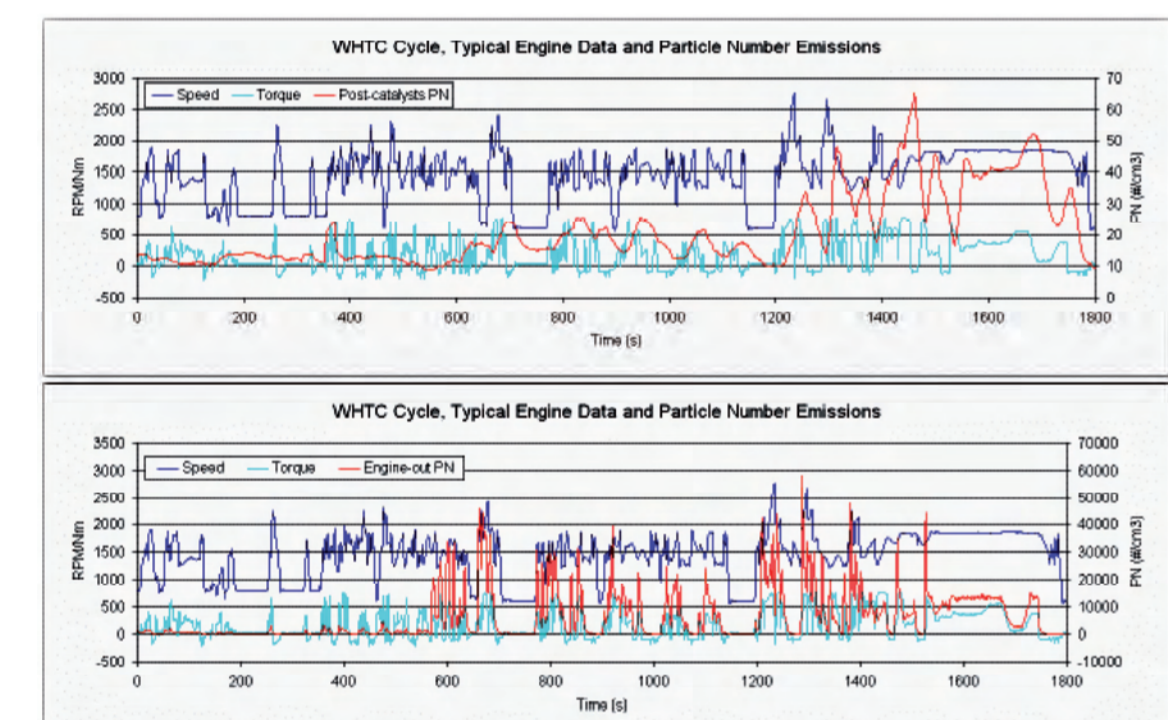 WHTC Cycle, Typical Engine Data and Particle Number Emissions
3000 70
Speed Torque Post-catalysts PN
2500 60
2000 50
1500 40
1000 30
500 20
0 10
-500 0
RPM/Nm
PN (#/cm3)
0 200 400 600 800 1000 1200 1400 1600 1800
Time (s)
WHTC Cycle, Typical Engine Data and Particle Number Emissions
3500 70000
Speed Torque Engine-out PN
3000 60000
2500 50000
2000 40000
1500 30000
1000 20000
500 10000
0 0
-500 -10000
RPM/Nm
PN (#/cm3)
0 200 400 600 800 1000 1200 1400 1600 1800
Time (s)